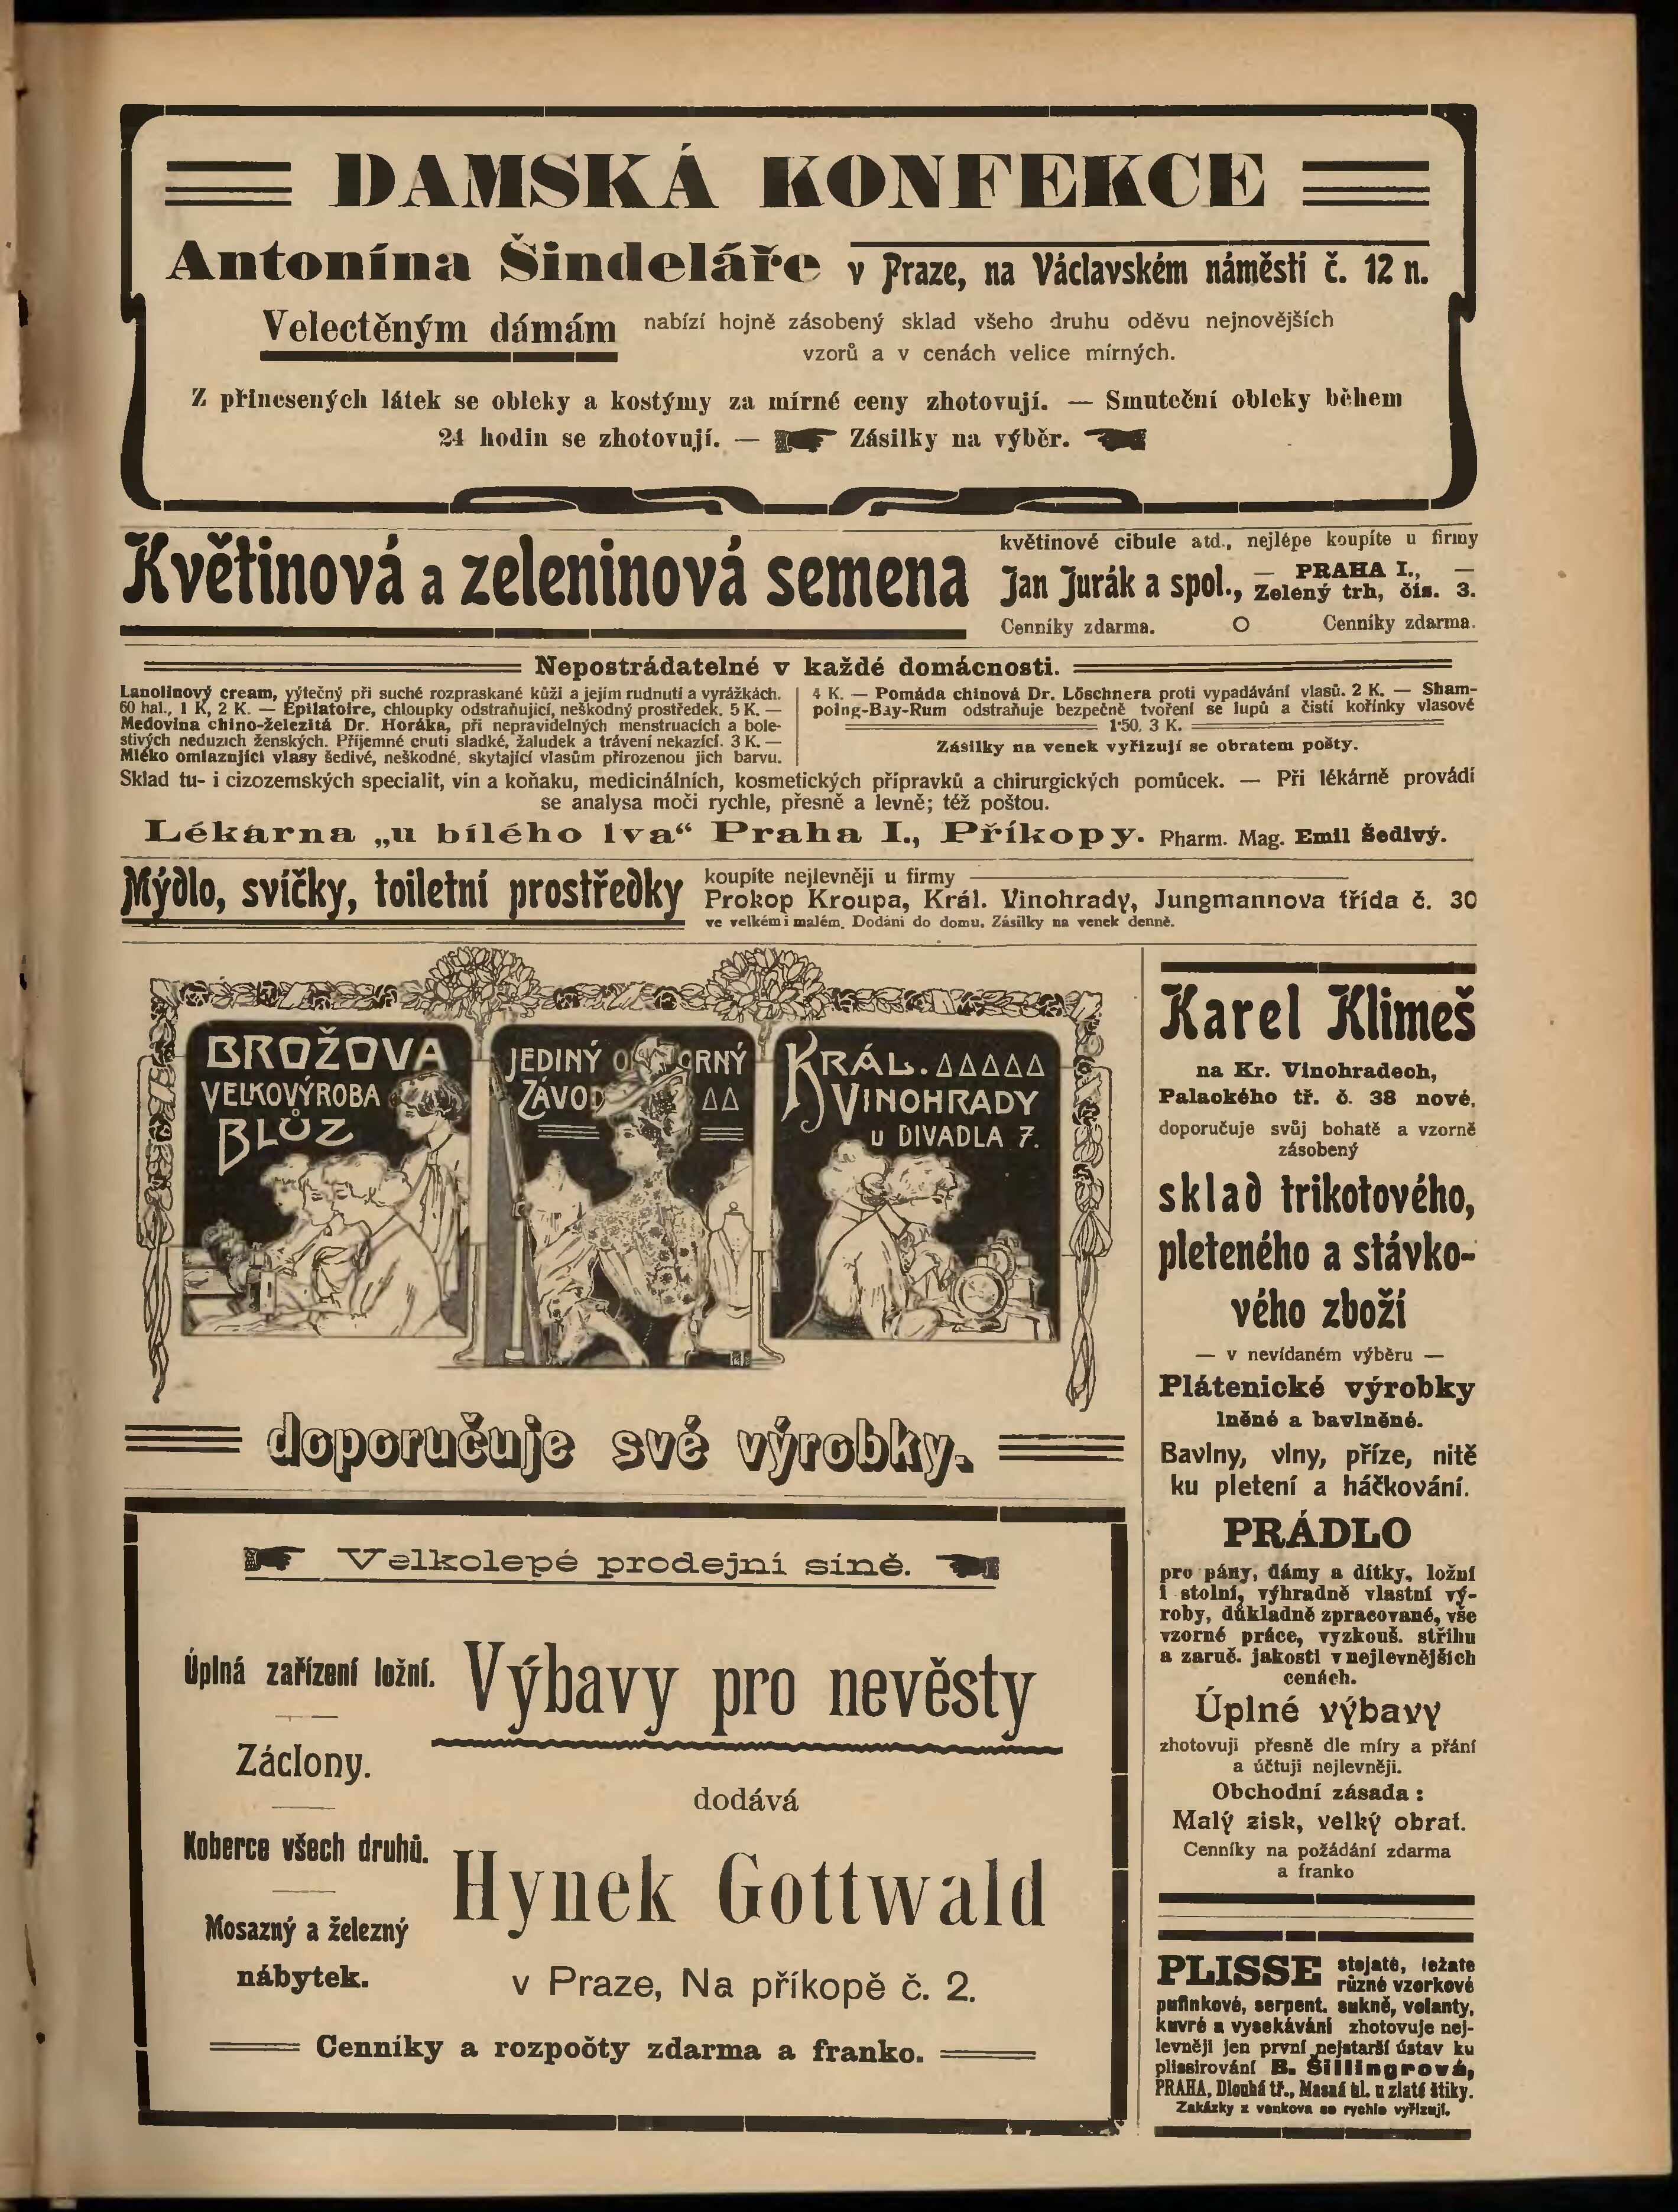 DAMSKÁ KONFEKCE
Antonína Šindeláře v Praze, na Václavském náměstí č. 12 n.
Velectěným dámám nabízí hojně zásobený sklad všeho druhu oděvu nejnovějších
vzorů a v cenách velice mírných.
Z přinesených látek se obleky a kostýmy za mírné ceny zhotovují. — Smuteční obleky během
24 hodin se zhotovují. — Zásilky na výběr.
Květinová a zeleninová semena
květinové cibule atd., nejlépe koupíte u firmy
Jan Jurák a spol., — PRAHA I., —
Zelený trh, čís. 3.
Cenníky zdarma. O Cenníky zdarma.
Nepostrádatelné v každé domácnosti.
Lanolinový cream, výtečný při suché rozpraskané kůži a jejím rudnutí a vyrážkách.
60 hal., 1 K, 2 K. — Epilatoire, chloupky odstraňující, neškodný prostředek. 5 K. —
Medovina chino-železitá Dr. Horáka, při nepravidelných menstruacích a bole-
stivých neduzích ženských. Příjemné chuti sladké, žaludek a trávení nekazící. 3 K. —
Mléko omlazující vlasy šedivé, neškodné, skytající vlasům přirozenou jich barvu.
4 K. — Pomáda chinová Dr. Löschnera proti vypadávání vlasů. 2 K. — Sham-
poing-Bay-Rum odstraňuje bezpečně tvoření se lupů a čistí kořínky vlasové
1·50, 3 K.
Zásilky na venek vyřizují se obratem pošty.
Sklad tu- i cizozemských specialit, vín a koňaku, medicinálních, kosmetických přípravků a chirurgických pomůcek. — Při lékárně provádí
se analysa moči rychle, přesně a levně; též poštou.
Lékárna „u bílého lva“ Praha I., Příkopy. Pharm. Mag. Emil Šedivý.
Mýdlo, svíčky, toiletní prostředky
koupíte nejlevněji u firmy
Prokop Kroupa, Král. Vinohrady, Jungmannova třída č. 30
ve velkém i malém. Dodání do domu. Zásilky na venek denně.
BROŽOVA
VELKOVÝROBA
BLŮZ
JEDINÝ
ZÁVOD
KRÁL.
VINOHRADY
U DIVADLA 7.
doporučuje své výrobky.
Velkolepé prodejní síně.
Úplná zařízení ložní.
Záclony.
Koberce všech druhů.
Mosazný a železný
nábytek.
Výbavy pro nevěsty
dodává
Hynek Gottwald
v Praze, Na příkopě č. 2.
Cenníky a rozpočty zdarma a franko.
Karel Klimeš
na Kr. Vinohradech,
Palackého tř. č. 38 nové,
doporučuje svůj bohatě a vzorně
zásobený
sklad trikotového,
pleteného a stávko-
vého zboží
— v nevídaném výběru —
Plátenické výrobky
lněné a bavlněné.
Bavlny, vlny, příze, nitě
ku pletení a háčkování.
PRÁDLO
pro pány, dámy a dítky, ložní
i stolní, výhradně vlastní vý-
roby, důkladně zpracované, vše
vzorné práce, vyzkouš. střihu
a zaruč. jakosti v nejlevnějších
cenách.
Úplné výbavy
zhotovuji přesně dle míry a přání
a účtuji nejlevněji.
Obchodní zásada :
Malý zisk, velký obrat.
Cenníky na požádání zdarma
a franko
PLISSE stojaté, ležaté
různé vzorkové
pufinkové, serpent. sukně, volanty,
kuvré a vysekávání zhotovuje nej-
levněji jen první nejstarší ústav ku
plissirování B. Šillingrová,
PRAHA, Dlouhá tř., Masná ul. u zlaté štiky.
Zakázky z venkova se rychle vyřizují.